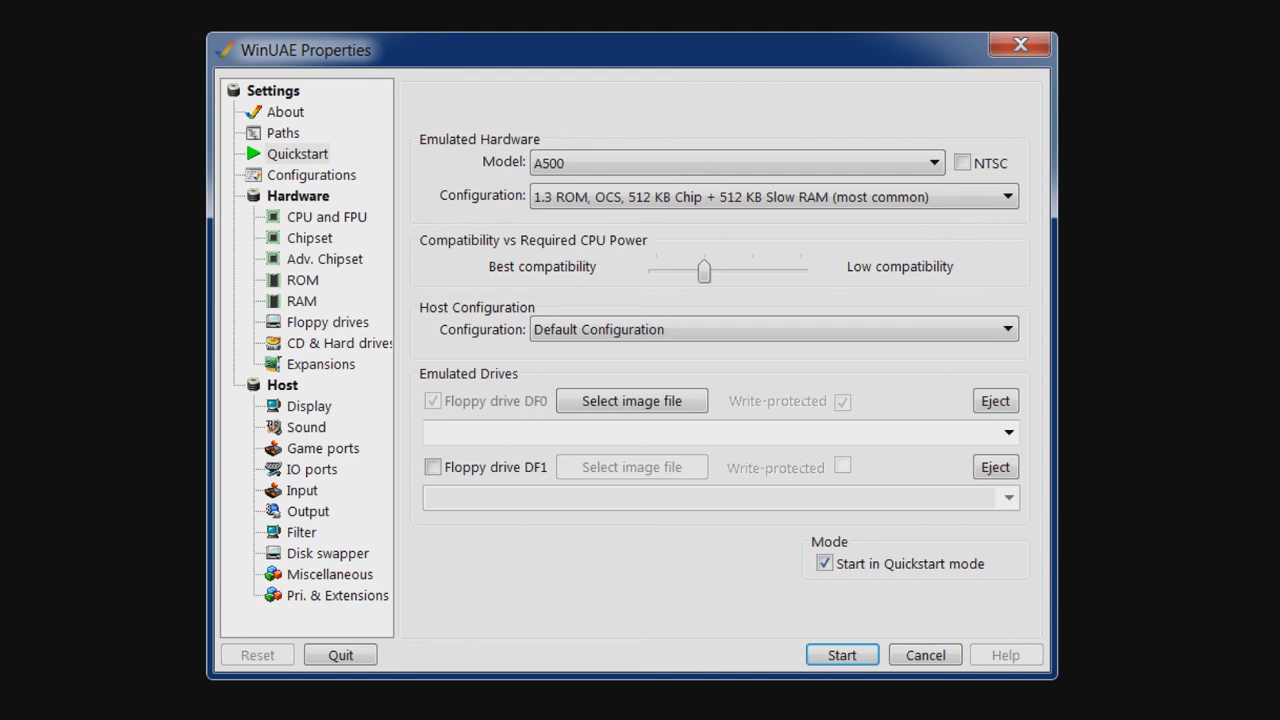 WinUAE Properties
Settings
About
Paths
Quickstart
Configurations
Hardware
CPU and FPU
Chipset
Adv. Chipset
ROM
RAM
Floppy drives
CD & Hard drives
Expansions
Host
Display
Sound
Game ports
IO ports
Input
Output
Filter
Disk swapper
Miscellaneous
Pri. & Extensions
Emulated Hardware
Model: A500 NTSC
Configuration: 1.3 ROM, OCS, 512 KB Chip + 512 KB Slow RAM (most common)
Compatibility vs Required CPU Power
Best compatibility Low compatibility
Host Configuration
Configuration: Default Configuration
Emulated Drives
Floppy drive DF0 Select image file Write-protected Eject
Floppy drive DF1 Select image file Write-protected Eject
Mode
Start in Quickstart mode
Reset Quit Start Cancel Help